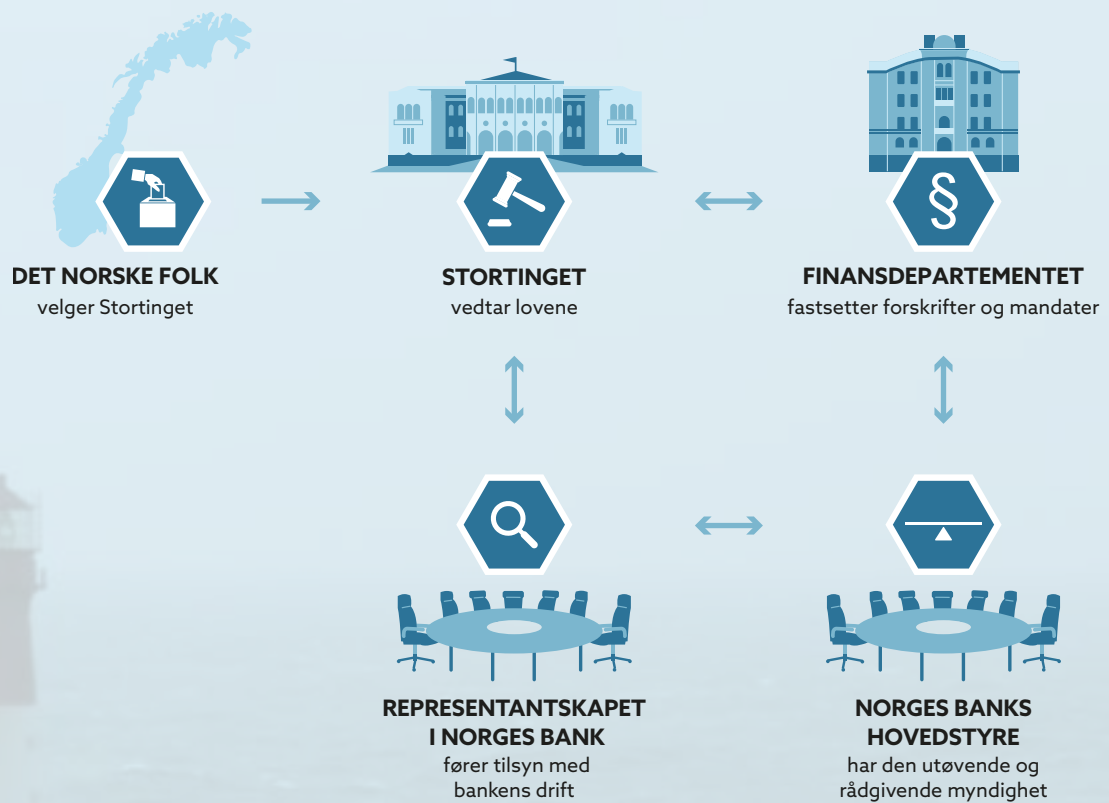 DET NORSKE FOLK
velger Stortinget
STORTINGET
vedtar lovene
§
FINANSDEPARTEMENTET
fastsetter forskrifter og mandater
REPRESENTANTSKAPET
I NORGES BANK
fører tilsyn med
bankens drift
NORGES BANKS
HOVEDSTYRE
har den utøvende og
rådgivende myndighet